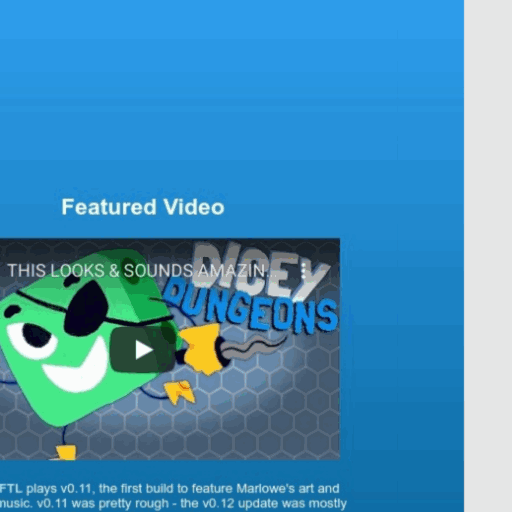 Featured Video
THIS LOOKS & SOUNDS AMAZIN...
DICEY
DUNGEONS
FTL plays v0.11, the first build to feature Marlowe's art and
music. v0.11 was pretty rough - the v0.12 update was mostly